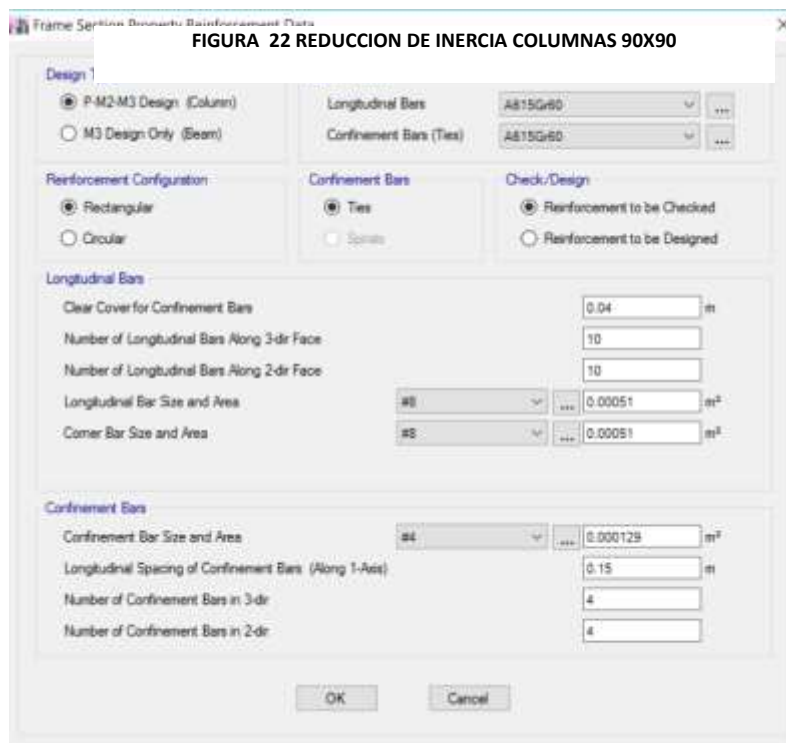 Frame Section Property Reinforcement Data
FIGURA 22 REDUCCION DE INERCIA COLUMNAS 90X90
Design
P-M2-M3 Design (Column)
M3 Design Only (Beam)
Longitudinal Bars A615Gr60 ...
Confinement Bars (Ties) A615Gr60 ...
Reinforcement Configuration
Rectangular
Circular
Confinement Bars
Ties
Spirals
Check/Design
Reinforcement to be Checked
Reinforcement to be Designed
Longitudinal Bars
Clear Cover for Confinement Bars 0.04 m
Number of Longitudinal Bars Along 3-dir Face 10
Number of Longitudinal Bars Along 2-dir Face 10
Longitudinal Bar Size and Area #8 ... 0.00051 m²
Corner Bar Size and Area #8 ... 0.00051 m²
Confinement Bars
Confinement Bar Size and Area #4 ... 0.000129 m²
Longitudinal Spacing of Confinement Bars (Along 1-Axis) 0.15 m
Number of Confinement Bars in 3-dir 4
Number of Confinement Bars in 2-dir 4
OK Cancel